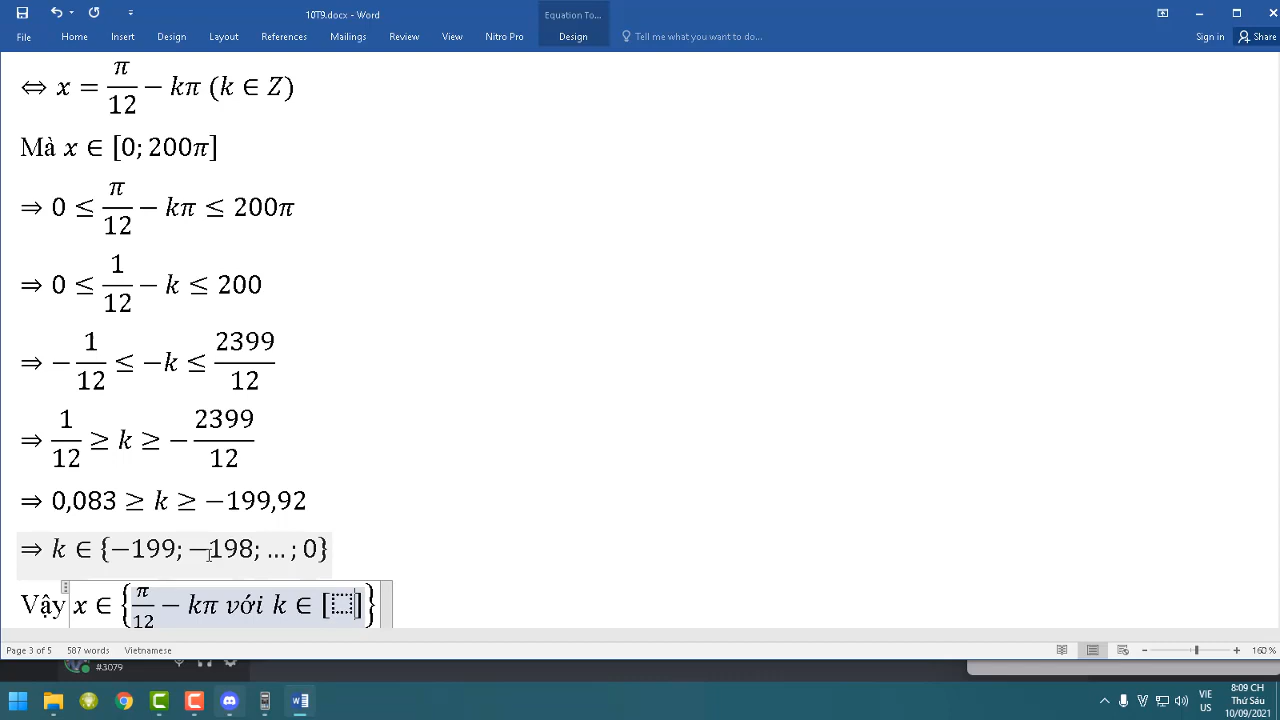 10T9.docx - Word
Equation To...
File Home Insert Design Layout References Mailings Review View Nitro Pro Design Tell me what you want to do... Sign in Share
⇔ x = π/12 − kπ (k ∈ Z)
Mà x ∈ [0; 200π]
⇒ 0 ≤ π/12 − kπ ≤ 200π
⇒ 0 ≤ 1/12 − k ≤ 200
⇒ −1/12 ≤ −k ≤ 2399/12
⇒ 1/12 ≥ k ≥ −2399/12
⇒ 0,083 ≥ k ≥ −199,92
⇒ k ∈ {−199; −198; … ; 0}
Vậy x ∈ {π/12 − kπ với k ∈ []}
Page 3 of 5 587 words Vietnamese 160 %
#3079
VIE
US
8:09 CH
Thứ Sáu
10/09/2021